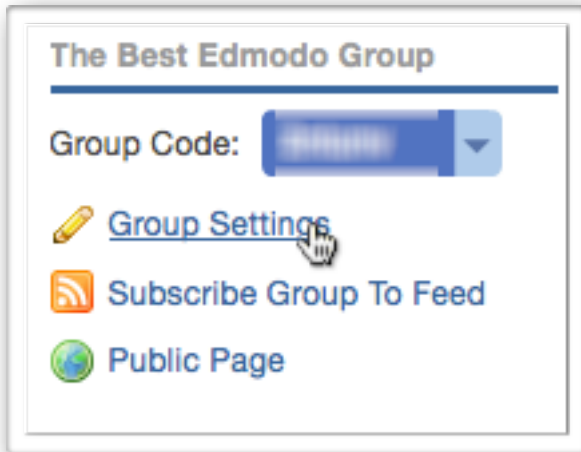 The Best Edmodo Group
Group Code:
Group Settings
Subscribe Group To Feed
Public Page